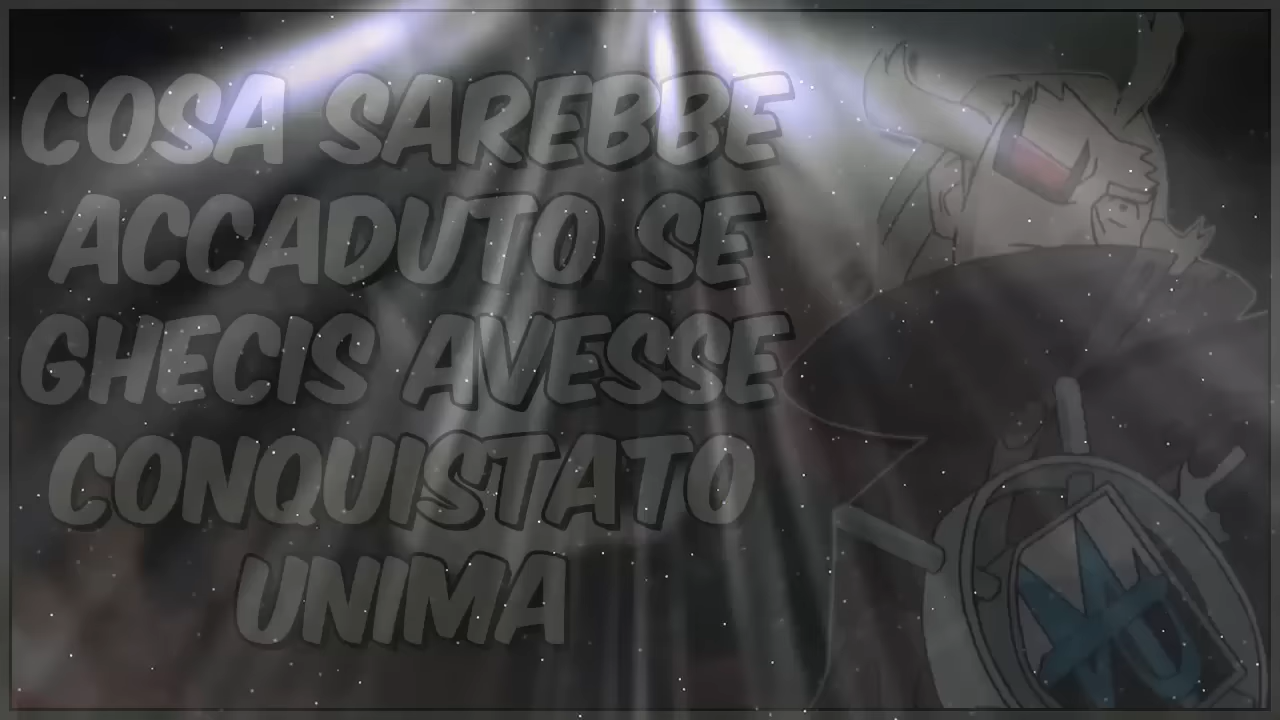 COSA SAREBBE
ACCADUTO SE
GHECIS AVESSE
CONQUISTATO
UNIMA